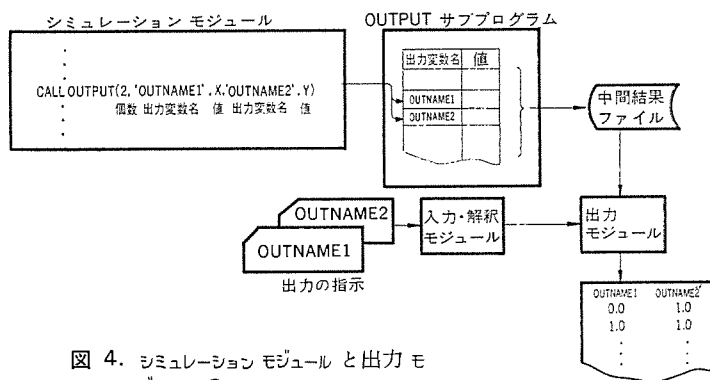 シミュレーション モジュール
CALL OUTPUT(2, 'OUTNAME1', X, 'OUTNAME2', Y)
個数 出力変数名 値 出力変数名 値
OUTPUT サブプログラム
出力変数名 値
OUTNAME1
OUTNAME2
中間結果
ファイル
OUTNAME2
OUTNAME1
出力の指示
入力・解釈
モジュール
出力
モジュール
OUTNAME1 OUTNAME2
0.0 1.0
1.0 1.0
図 4. シミュレーション モジュール と出力 モ